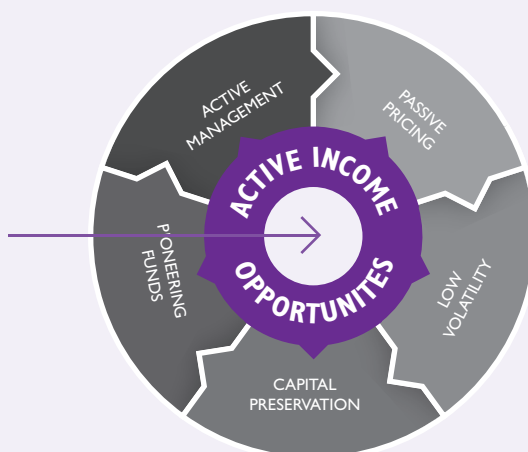 ACTIVE
MANAGEMENT
PASSIVE
PRICING
ACTIVE INCOME
OPPORTUNITES
PIONEERING
FUNDS
LOW
VOLATILITY
CAPITAL
PRESERVATION